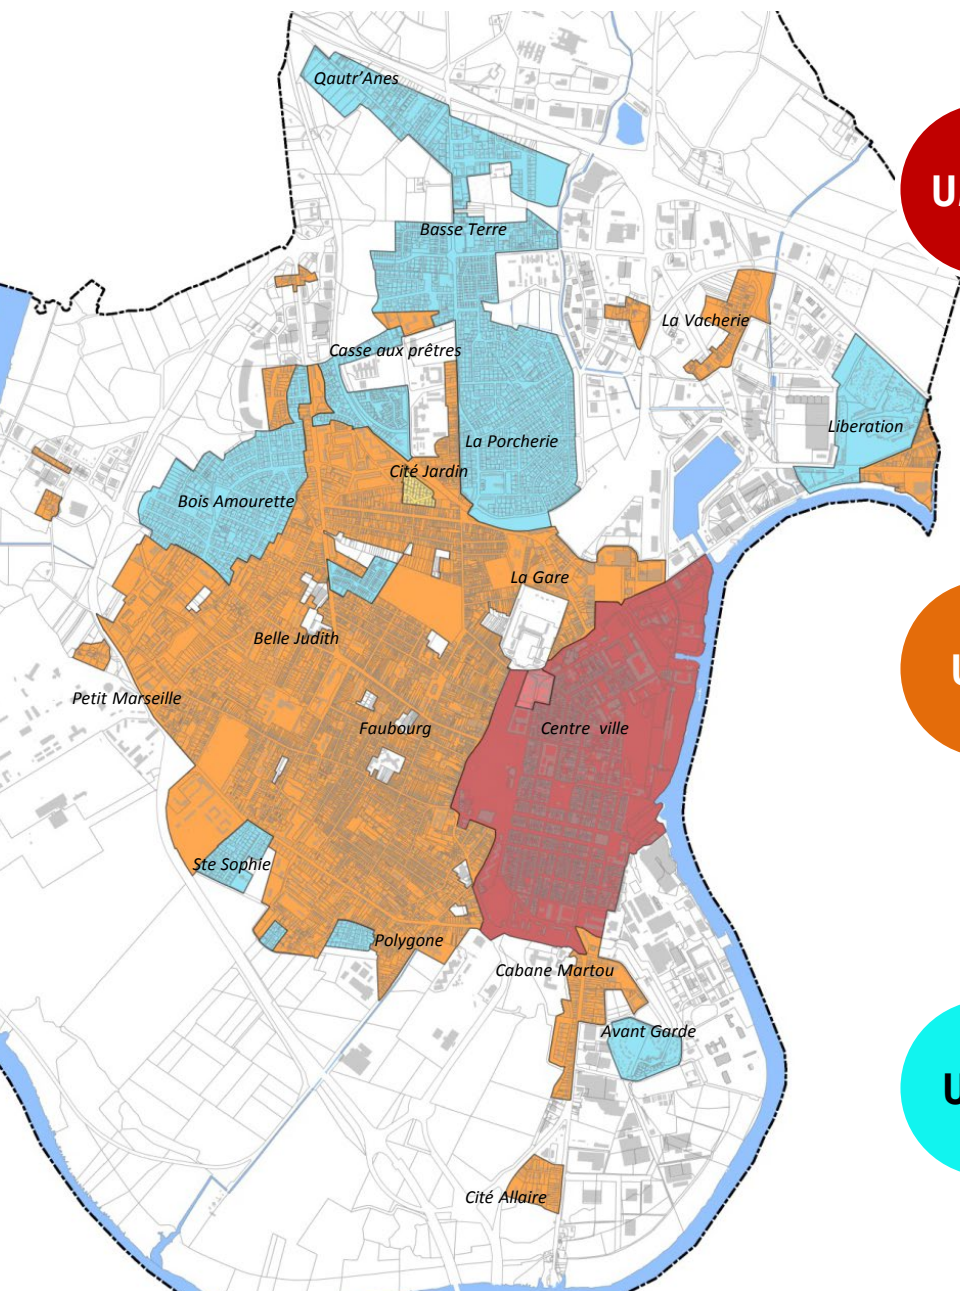 Qautr'Anes
Basse Terre
La Vacherie
Casse aux prêtres
Liberation
La Porcherie
Cité Jardin
Bois Amourette
La Gare
Belle Judith
Petit Marseille
Faubourg
Centre ville
Ste Sophie
Polygone
Cabane Martou
Avant Garde
Cité Allaire
U
U
U